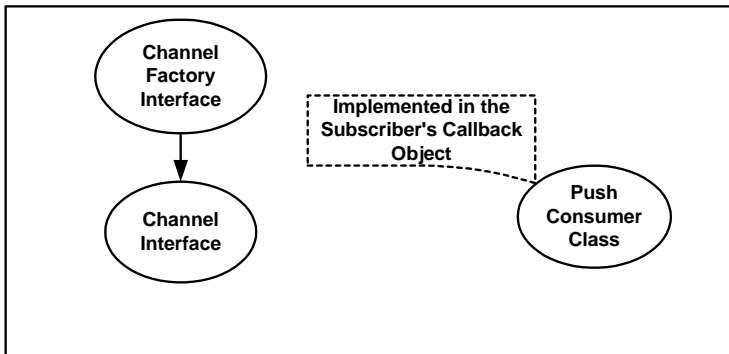 Channel
Factory
Interface
Implemented in the
Subscriber's Callback
Object
Channel
Interface
Push
Consumer
Class